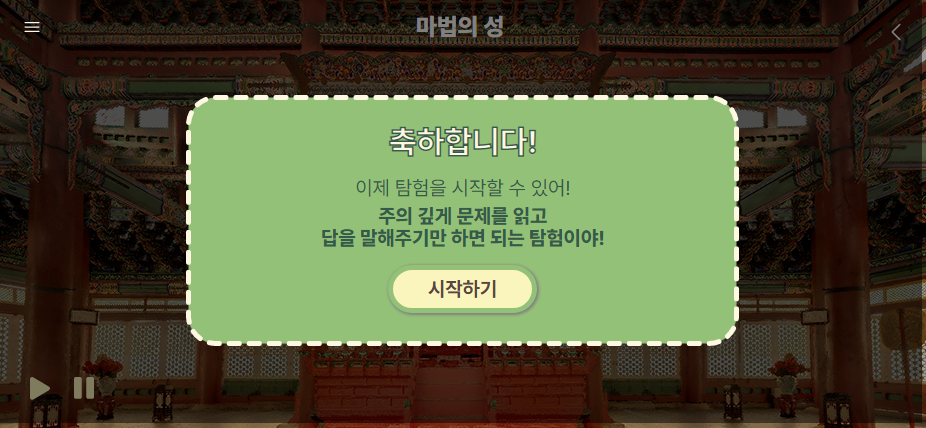 마법의 성
축하합니다!
이제 탐험을 시작할 수 있어!
주의 깊게 문제를 읽고
답을 말해주기만 하면 되는 탐험이야!
시작하기